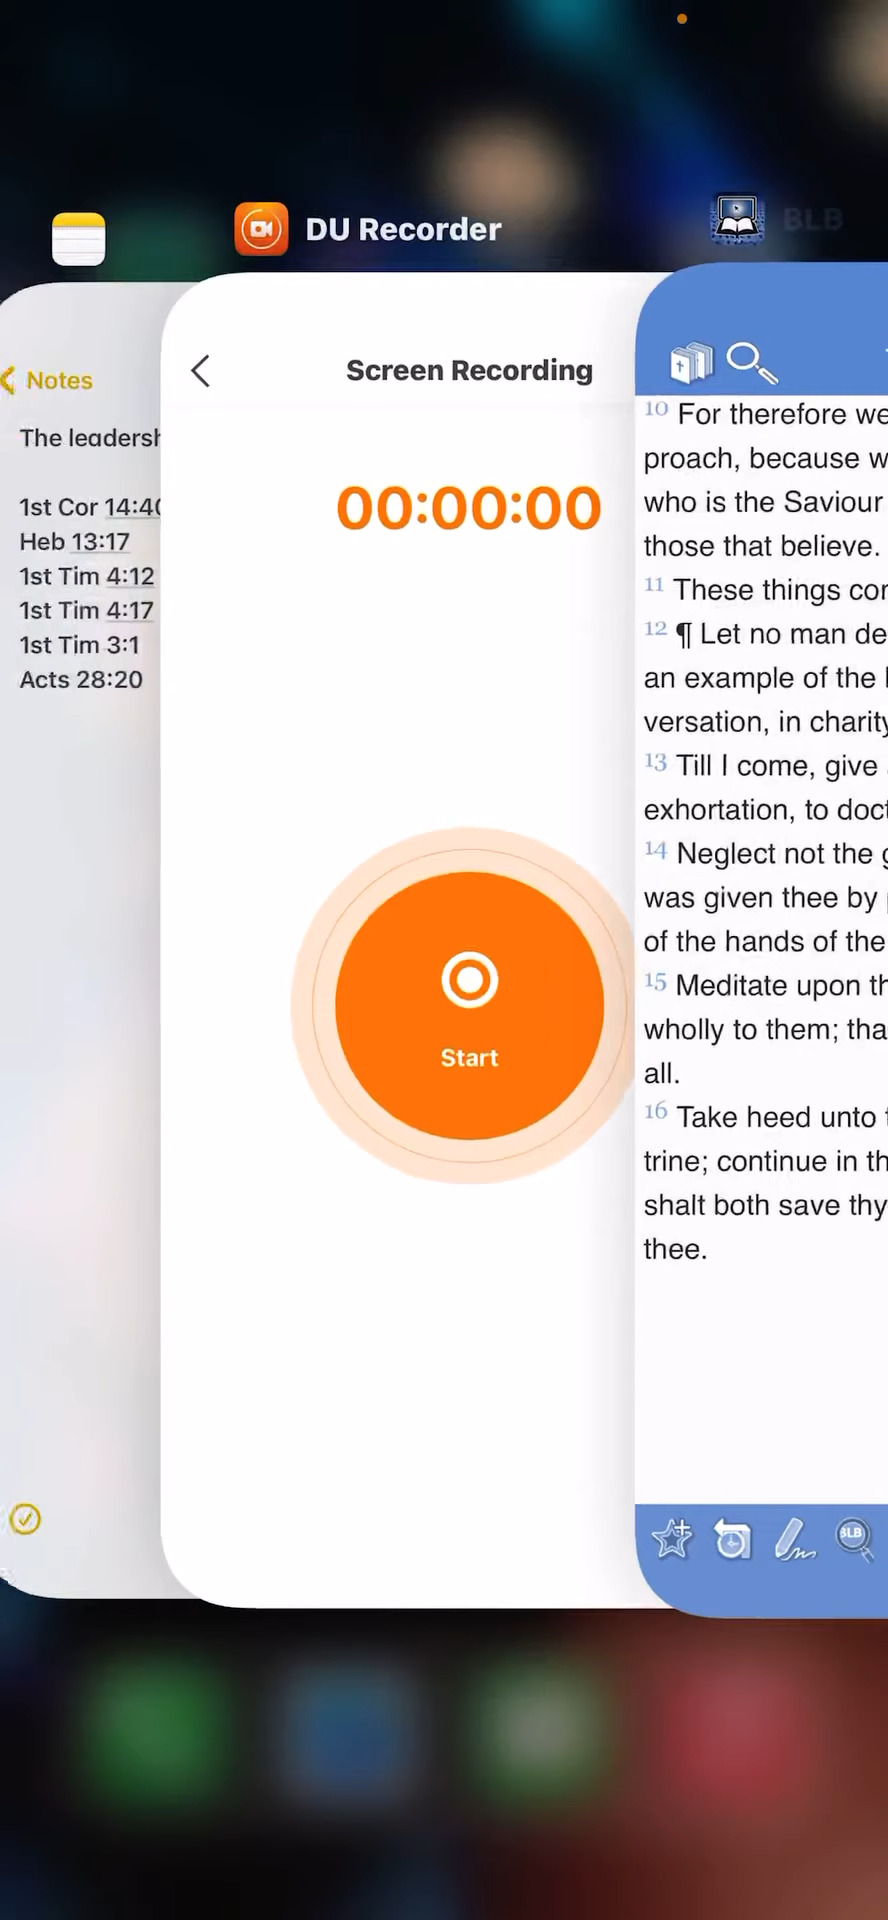 DU Recorder
BLB
Notes
The leadersh
1st Cor 14:40
Heb 13:17
1st Tim 4:12
1st Tim 4:17
1st Tim 3:1
Acts 28:20
Screen Recording
00:00:00
Start
10 For therefore we
proach, because w
who is the Saviour
those that believe.
11 These things co
12 ¶ Let no man de
an example of the
versation, in charity
13 Till I come, give
exhortation, to doct
14 Neglect not the g
was given thee by
of the hands of the
15 Meditate upon th
wholly to them; tha
all.
16 Take heed unto t
trine; continue in th
shalt both save thy
thee.
BLB